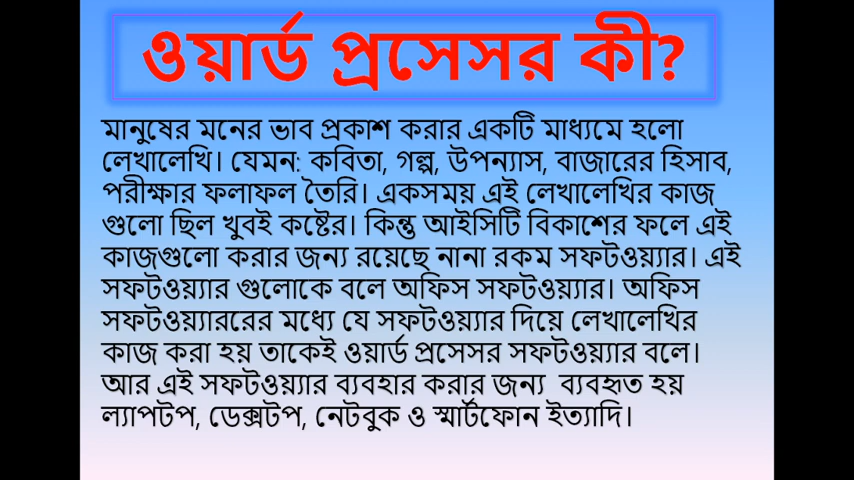 ওয়ার্ড প্রসেসর কী?
মানুষের মনের ভাব প্রকাশ করার একটি মাধ্যমে হলো
লেখালেখি। যেমন: কবিতা, গল্প, উপন্যাস, বাজারের হিসাব,
পরীক্ষার ফলাফল তৈরি। একসময় এই লেখালেখির কাজ
গুলো ছিল খুবই কষ্টের। কিন্তু আইসিটি বিকাশের ফলে এই
কাজগুলো করার জন্য রয়েছে নানা রকম সফটওয়্যার। এই
সফটওয়্যার গুলোকে বলে অফিস সফটওয়্যার। অফিস
সফটওয়্যাররের মধ্যে যে সফটওয়্যার দিয়ে লেখালেখির
কাজ করা হয় তাকেই ওয়ার্ড প্রসেসর সফটওয়্যার বলে।
আর এই সফটওয়্যার ব্যবহার করার জন্য  ব্যবহৃত হয়
ল্যাপটপ, ডেক্সটপ, নেটবুক ও স্মার্টফোন ইত্যাদি।